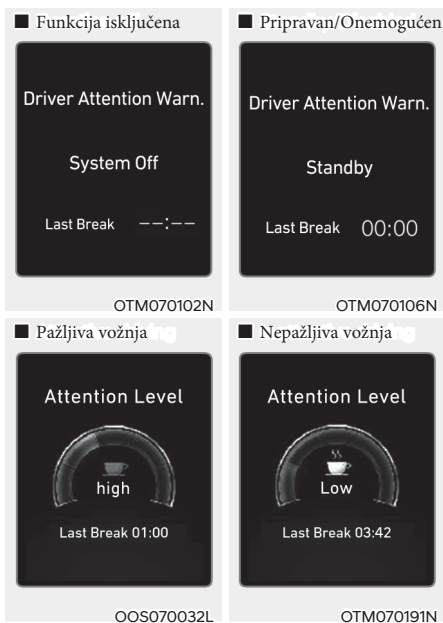 ■ Funkcija isključena
Driver Attention Warn.
System Off
Last Break --:--
OTM070102N
■ Pripravan/Onemogućen
Driver Attention Warn.
Standby
Last Break 00:00
OTM070106N
■ Pažljiva vožnja
Attention Level
high
Last Break 01:00
OOS070032L
■ Nepažljiva vožnja
Attention Level
Low
Last Break 03:42
OTM070191N